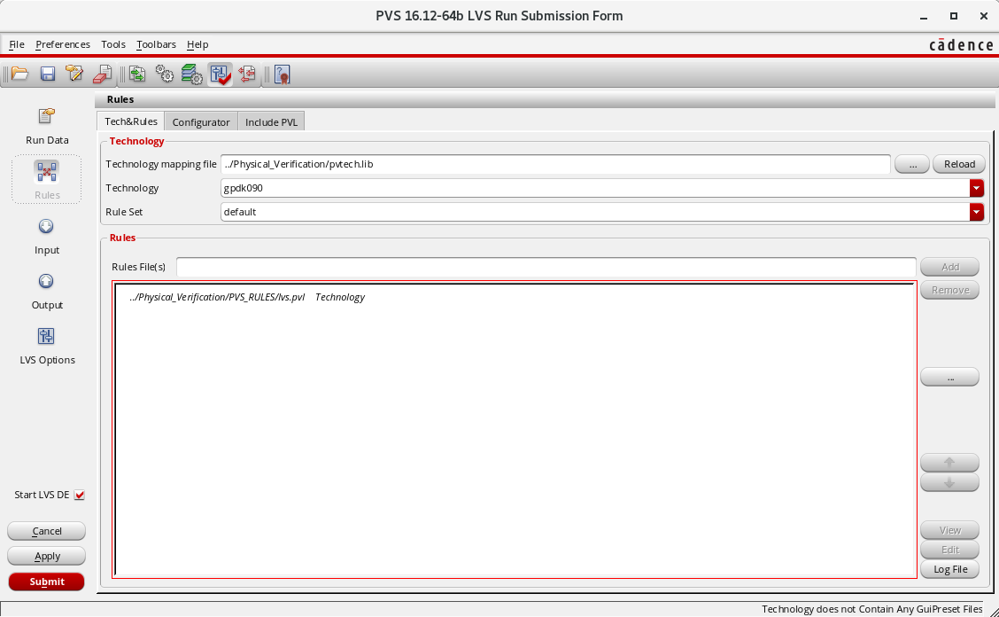 PVS 16.12-64b LVS Run Submission Form
File Preferences Tools Toolbars Help
cādence
Rules
Run Data
Rules
Input
Output
LVS Options
Start LVS DE
Cancel
Apply
Submit
Tech&Rules Configurator Include PVL
Technology
Technology mapping file ../Physical_Verification/pvtech.lib ... Reload
Technology gpdk090
Rule Set default
Rules
Rules File(s) Add
../Physical_Verification/PVS_RULES/lvs.pvl Technology
Remove
...
View
Edit
Log File
Technology does not Contain Any GuiPreset Files